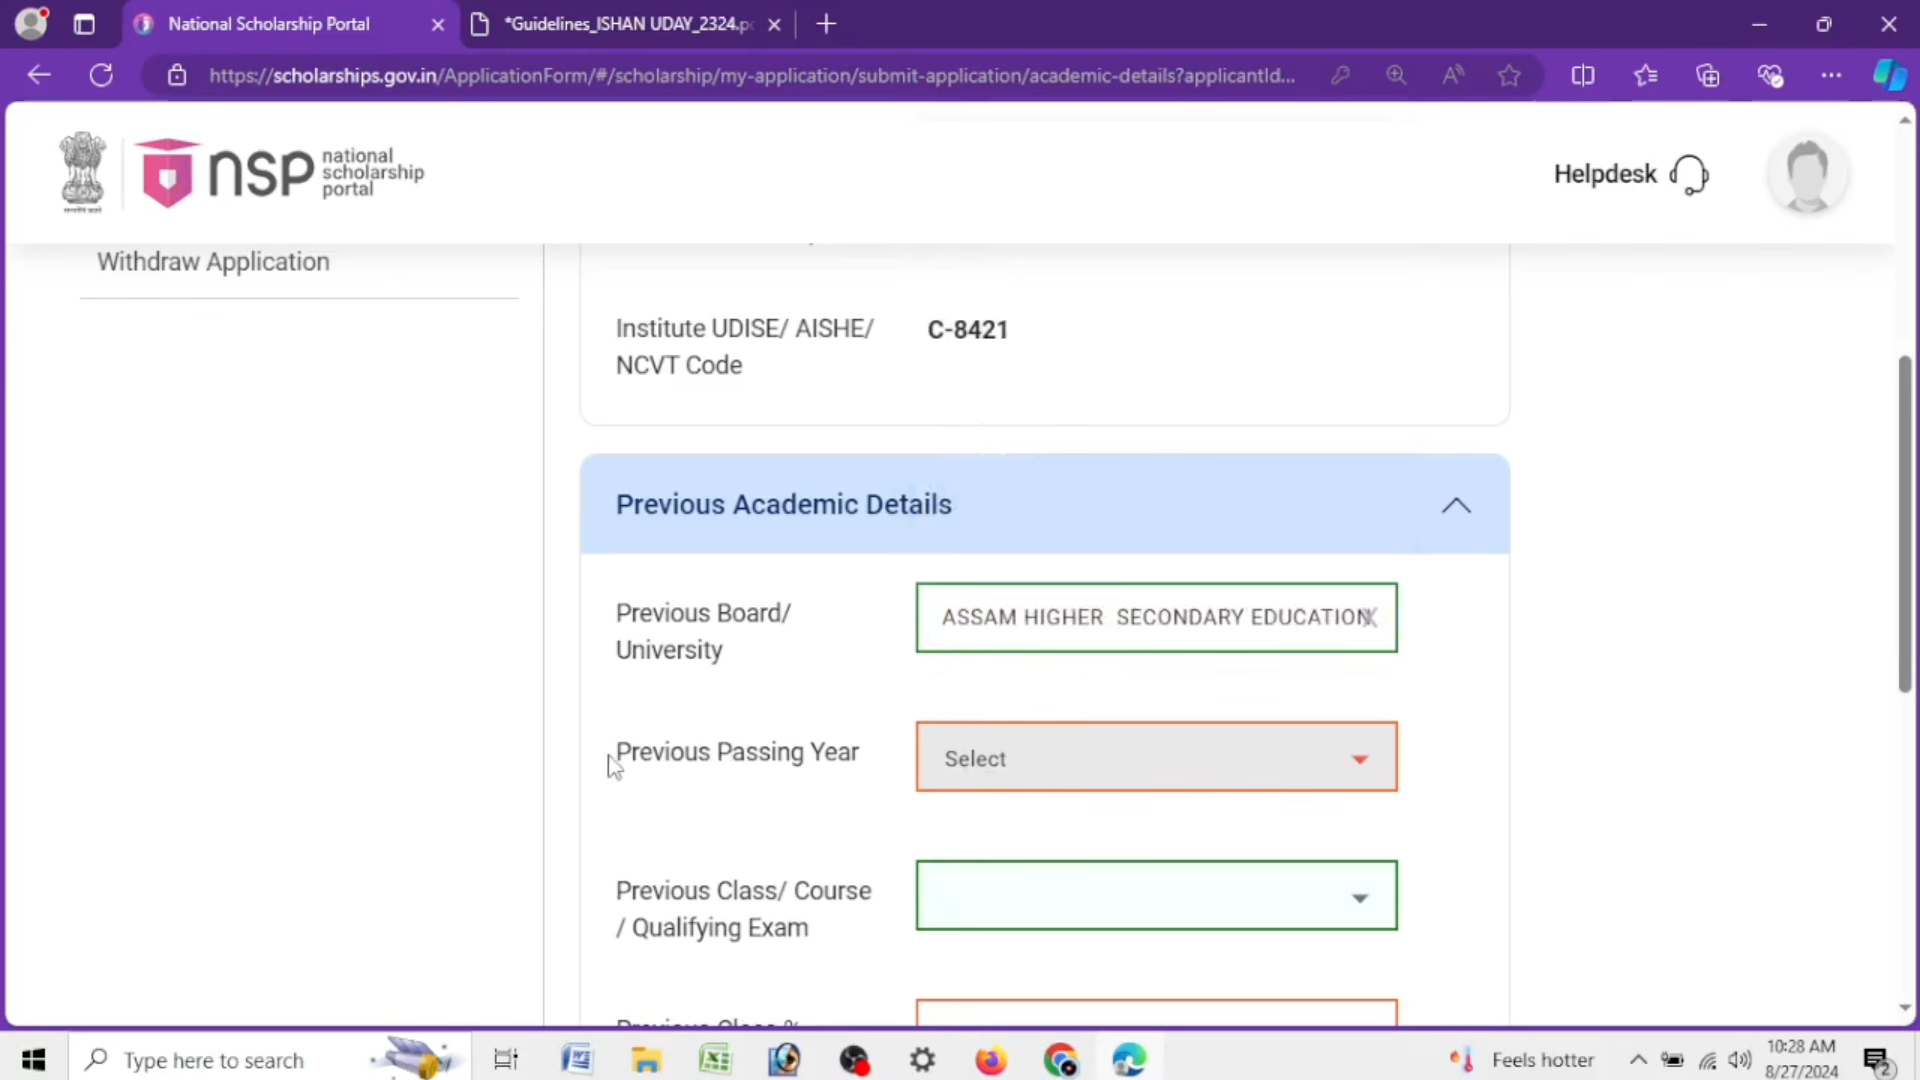 National Scholarship Portal
*Guidelines_ISHAN UDAY_2324.p
https://scholarships.gov.in/ApplicationForm/#/scholarship/my-application/submit-application/academic-details?applicantId...
nsp national
scholarship
portal
Helpdesk
Withdraw Application
Institute UDISE/ AISHE/
NCVT Code
C-8421
Previous Academic Details
Previous Board/
University
ASSAM HIGHER  SECONDARY EDUCATION
Previous Passing Year
Select
Previous Class/ Course
/ Qualifying Exam
Type here to search
Feels hotter
10:28 AM
8/27/2024
2